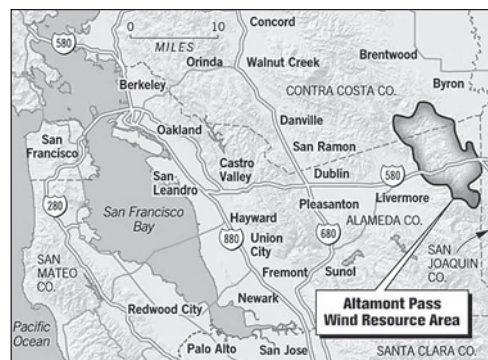 580
0 10
MILES
Concord
Orinda
Walnut Creek
Brentwood
Byron
Berkeley
CONTRA COSTA CO.
Danville
San
Francisco
Oakland
San Ramon
Castro
Valley
Dublin
580
San
Leandro
Livermore
280
San Francisco
Bay
Hayward
Pleasanton
ALAMEDA CO.
880
Union
City
680
SAN
JOAQUIN
CO.
SAN
MATEO
CO.
Fremont
Sunol
Newark
Altamont Pass
Wind Resource Area
Redwood City
Pacific
Ocean
Palo Alto
San Jose
SANTA CLARA CO.